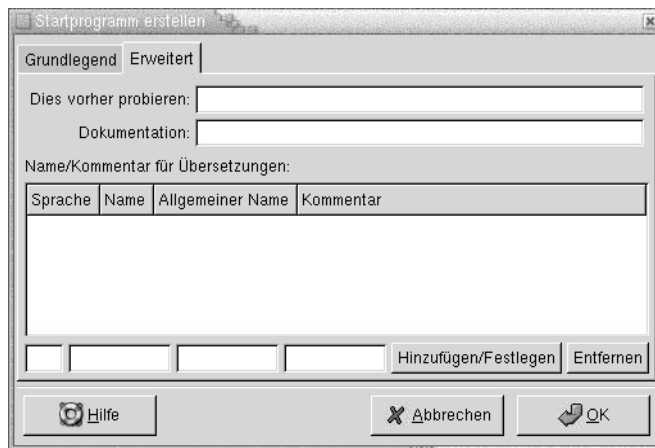 Startprogramm erstellen
Grundlegend Erweitert
Dies vorher probieren:
Dokumentation:
Name/Kommentar für Übersetzungen:
Sprache Name Allgemeiner Name Kommentar
Hinzufügen/Festlegen Entfernen
Hilfe Abbrechen OK